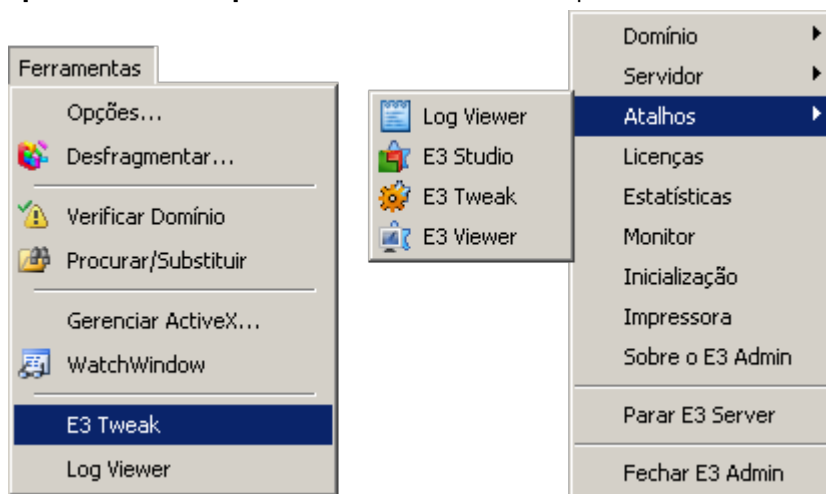 Ferramentas
Opções...
Desfragmentar...
Verificar Domínio
Procurar/Substituir
Gerenciar ActiveX...
WatchWindow
E3 Tweak
Log Viewer
Log Viewer
E3 Studio
E3 Tweak
E3 Viewer
Domínio
Servidor
Atalhos
Licenças
Estatísticas
Monitor
Inicialização
Impressora
Sobre o E3 Admin
Parar E3 Server
Fechar E3 Admin